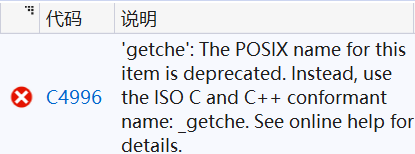 代码 说明
'getche': The POSIX name for this
item is deprecated. Instead, use
C4996 the ISO C and C++ conformant
name: _getche. See online help for
details.